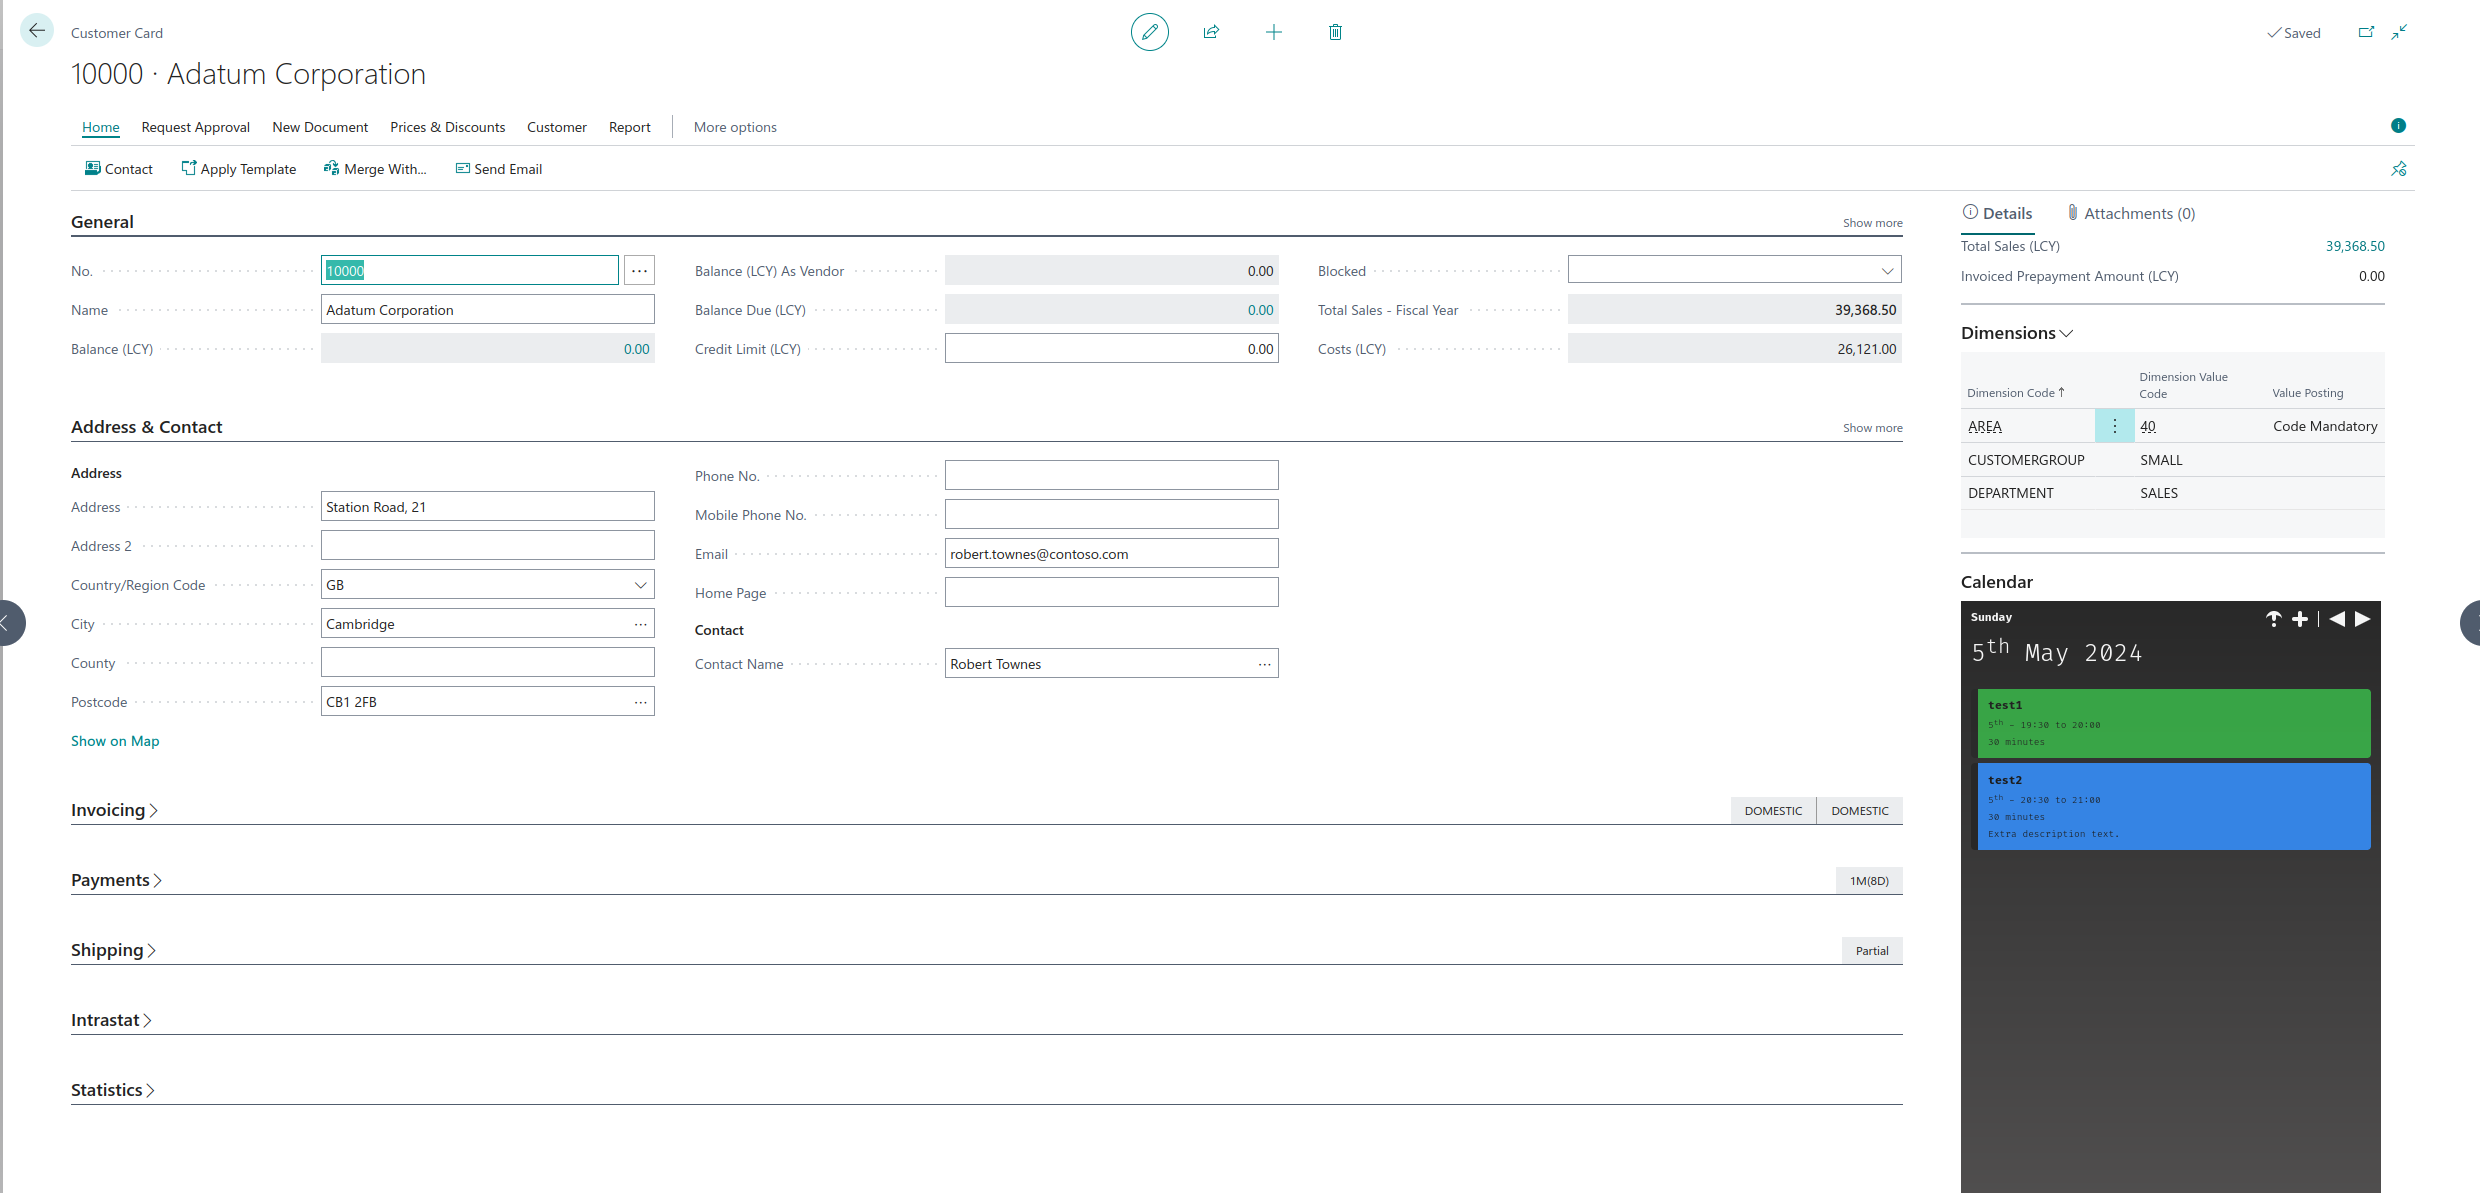 Customer Card
Saved
10000 · Adatum Corporation
Home Request Approval New Document Prices & Discounts Customer Report More options
Contact Apply Template Merge With... Send Email
General Show more
No. 10000
Name Adatum Corporation
Balance (LCY) 0.00
Balance (LCY) As Vendor 0.00
Balance Due (LCY) 0.00
Credit Limit (LCY) 0.00
Blocked
Total Sales - Fiscal Year 39,368.50
Costs (LCY) 26,121.00
Address & Contact Show more
Address
Address Station Road, 21
Address 2
Country/Region Code GB
City Cambridge
County
Postcode CB1 2FB
Show on Map
Phone No.
Mobile Phone No.
Email robert.townes@contoso.com
Home Page
Contact
Contact Name Robert Townes
Invoicing DOMESTIC DOMESTIC
Payments 1M(8D)
Shipping Partial
Intrastat
Statistics
Details Attachments (0)
Total Sales (LCY) 39,368.50
Invoiced Prepayment Amount (LCY) 0.00
Dimensions
Dimension Code ↑ Dimension Value Code Value Posting
AREA 40 Code Mandatory
CUSTOMERGROUP SMALL
DEPARTMENT SALES
Calendar
Sunday
5th May 2024
test1
5th - 19:30 to 20:00
30 minutes
test2
5th - 20:30 to 21:00
30 minutes
Extra description text.